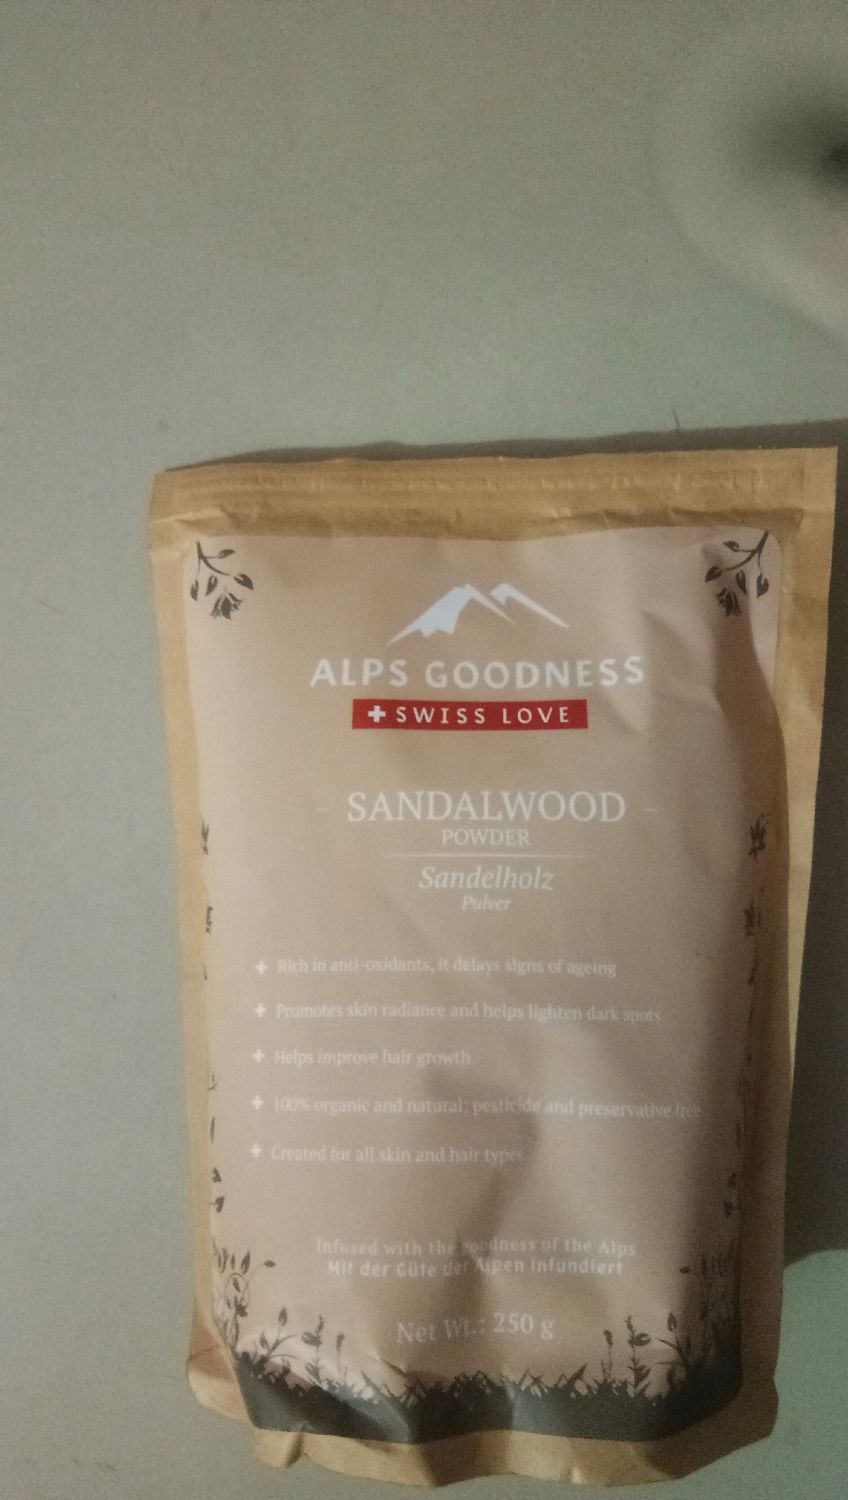 ALPS GOODNESS
SWISS LOVE
SANDALWOOD
POWDER
Sandelholz
Pulver
Rich in anti-oxidants, it delays signs of ageing
Promotes skin radiance and helps lighten dark spots
Helps improve hair growth
100% organic and natural; pesticide and preservative free
Created for all skin and hair types
Infused with the goodness of the Alps
Mit der Güte der Alpen infundiert
Net Wt.: 250 g